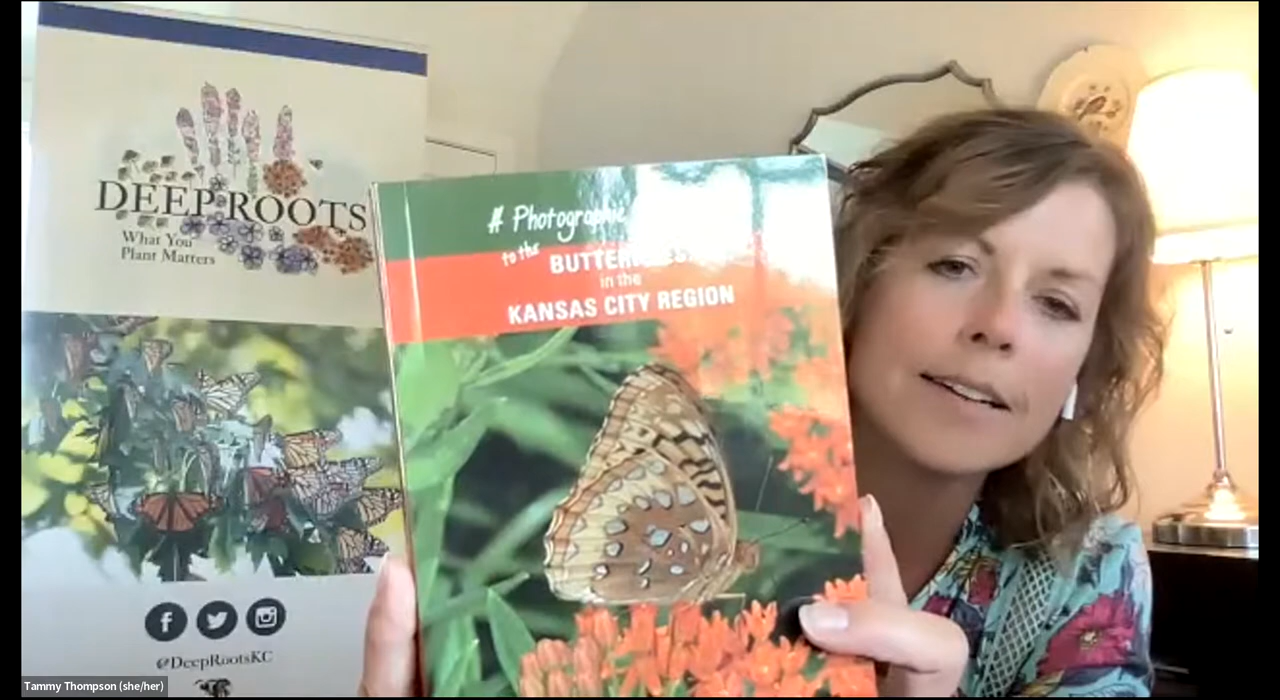 DEEP ROOTS
What You
Plant Matters
@DeepRootsKC
# Photographic
to the
BUTTERFLIES
in the
KANSAS CITY REGION
Tammy Thompson (she/her)